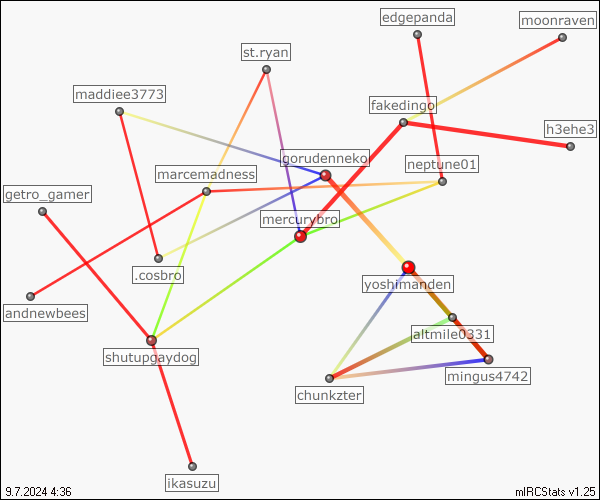 edgepanda
moonraven
st.ryan
maddiee3773
fakedingo
h3ehe3
gorudenneko
neptune01
marcemadness
getro_gamer
mercurybro
r.cosbro
yoshimanden
andnewbees
altmile0331
shutupgaydog
mingus4742
chunkzter
ikasuzu
9.7.2024 4:36
mIRCStats v1.25